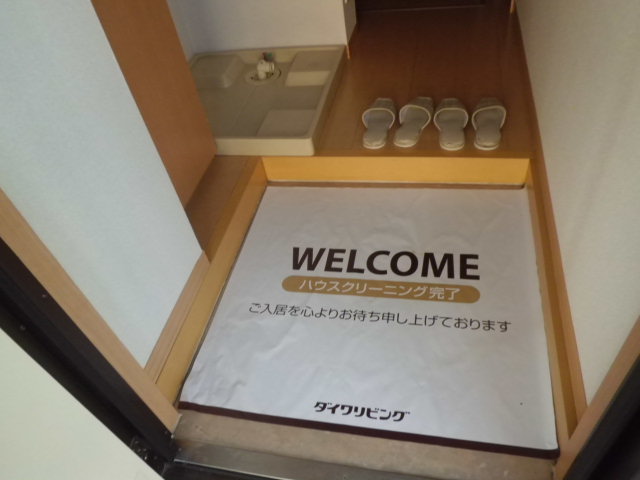 WELCOME
ハウスクリーニング完了
ご入居を心よりお待ち申し上げております
ダイワリビング